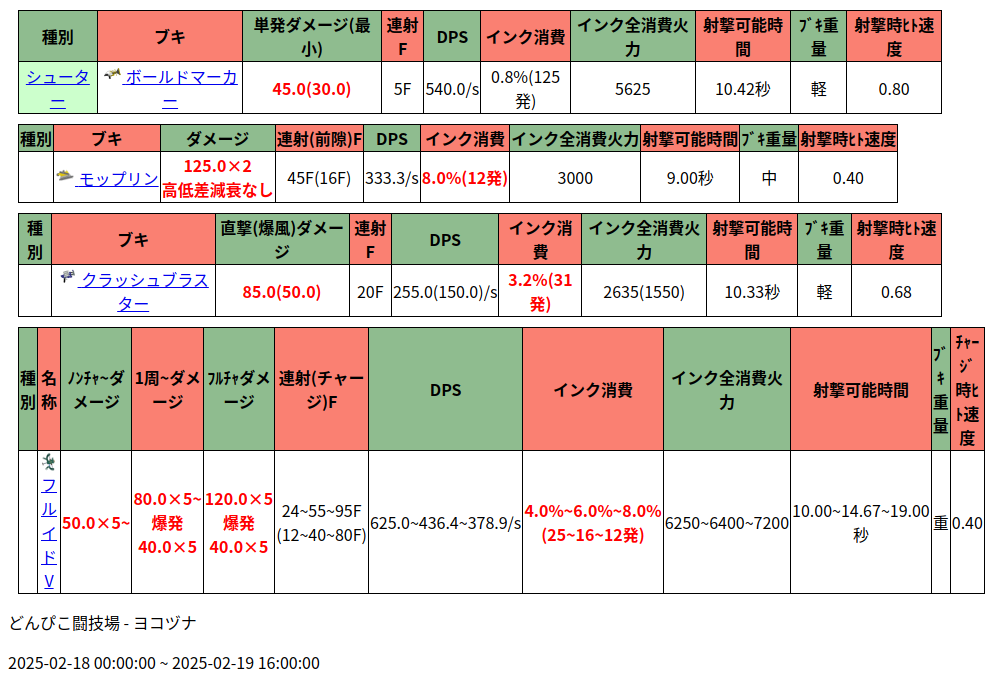 種別 ブキ 単発ダメージ(最小) 連射F DPS インク消費 インク全消費火力 射撃可能時間 ﾌﾞｷ重量 射撃時ﾋﾄ速度
シューター ボールドマーカー 45.0(30.0) 5F 540.0/s 0.8%(125発) 5625 10.42秒 軽 0.80
種別 ブキ ダメージ 連射(前隙)F DPS インク消費 インク全消費火力 射撃可能時間 ﾌﾞｷ重量 射撃時ﾋﾄ速度
モップリン 125.0×2 高低差減衰なし 45F(16F) 333.3/s 8.0%(12発) 3000 9.00秒 中 0.40
種別 ブキ 直撃(爆風)ダメージ 連射F DPS インク消費 インク全消費火力 射撃可能時間 ﾌﾞｷ重量 射撃時ﾋﾄ速度
クラッシュブラスター 85.0(50.0) 20F 255.0(150.0)/s 3.2%(31発) 2635(1550) 10.33秒 軽 0.68
種別 名称 ﾉﾝﾁｬ~ダメージ 1周~ダメージ ﾌﾙﾁｬダメージ 連射(チャージ)F DPS インク消費 インク全消費火力 射撃可能時間 ﾌﾞｷ重量 ﾁｬｰｼﾞ時ﾋﾄ速度
フルイドV 50.0×5~ 80.0×5~爆発40.0×5 120.0×5爆発40.0×5 24~55~95F(12~40~80F) 625.0~436.4~378.9/s 4.0%~6.0%~8.0%(25~16~12発) 6250~6400~7200 10.00~14.67~19.00秒 重 0.40
どんぴこ闘技場 - ヨコヅナ
2025-02-18 00:00:00 ~ 2025-02-19 16:00:00